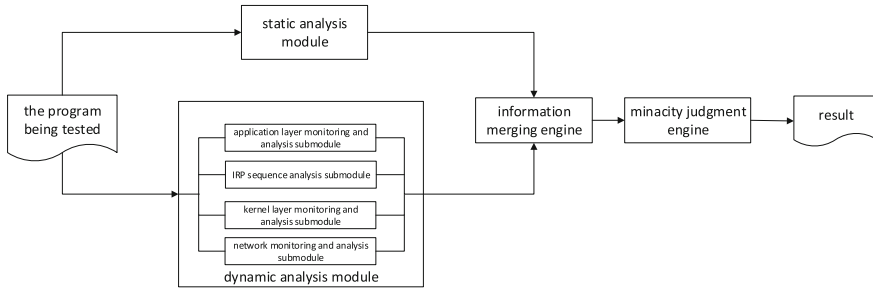 static analysis
module
the program
being tested
application layer monitoring and
analysis submodule
IRP sequence analysis submodule
kernel layer monitoring and
analysis submodule
network monitoring and analysis
submodule
dynamic analysis module
information
merging engine
minacity judgment
engine
result